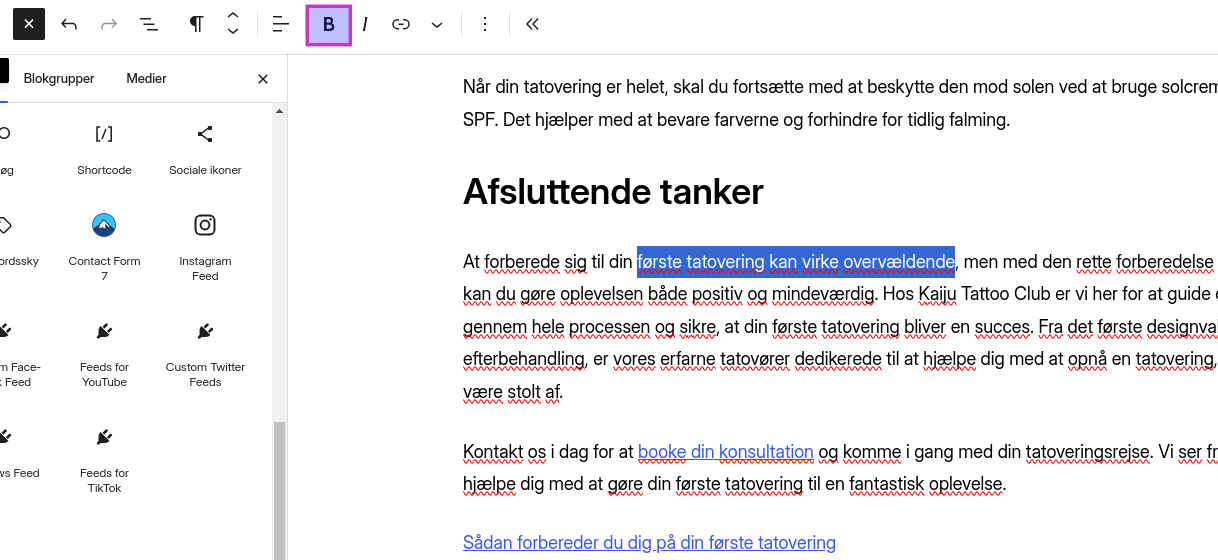 B I
Blokgrupper Medier
øg Shortcode Sociale ikoner
ordssky Contact Form 7 Instagram Feed
m Face-k Feed Feeds for YouTube Custom Twitter Feeds
ws Feed Feeds for TikTok
Når din tatovering er helet, skal du fortsætte med at beskytte den mod solen ved at bruge solcrem
SPF. Det hjælper med at bevare farverne og forhindre for tidlig falming.
Afsluttende tanker
At forberede sig til din første tatovering kan virke overvældende, men med den rette forberedelse
kan du gøre oplevelsen både positiv og mindeværdig. Hos Kaiju Tattoo Club er vi her for at guide
gennem hele processen og sikre, at din første tatovering bliver en succes. Fra det første designval
efterbehandling, er vores erfarne tatovører dedikerede til at hjælpe dig med at opnå en tatovering,
være stolt af.
Kontakt os i dag for at booke din konsultation og komme i gang med din tatoveringsrejse. Vi ser fr
hjælpe dig med at gøre din første tatovering til en fantastisk oplevelse.
Sådan forbereder du dig på din første tatovering